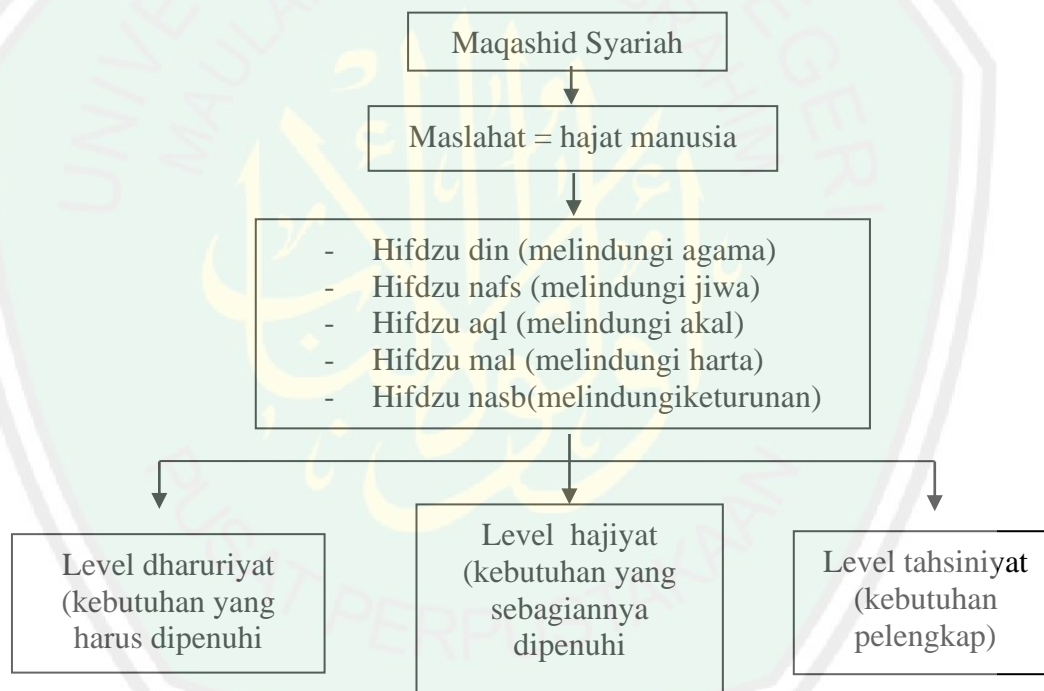 Maqashid Syariah
Maslahat = hajat manusia
- Hifdzu din (melindungi agama)
- Hifdzu nafs (melindungi jiwa)
- Hifdzu aql (melindungi akal)
- Hifdzu mal (melindungi harta)
- Hifdzu nasb(melindungiketurunan)
Level dharuriyat
(kebutuhan yang
harus dipenuhi
Level hajiyat
(kebutuhan yang
sebagiannya
dipenuhi
Level tahsiniyat
(kebutuhan
pelengkap)
PUSAT PERPUSTAKAAN